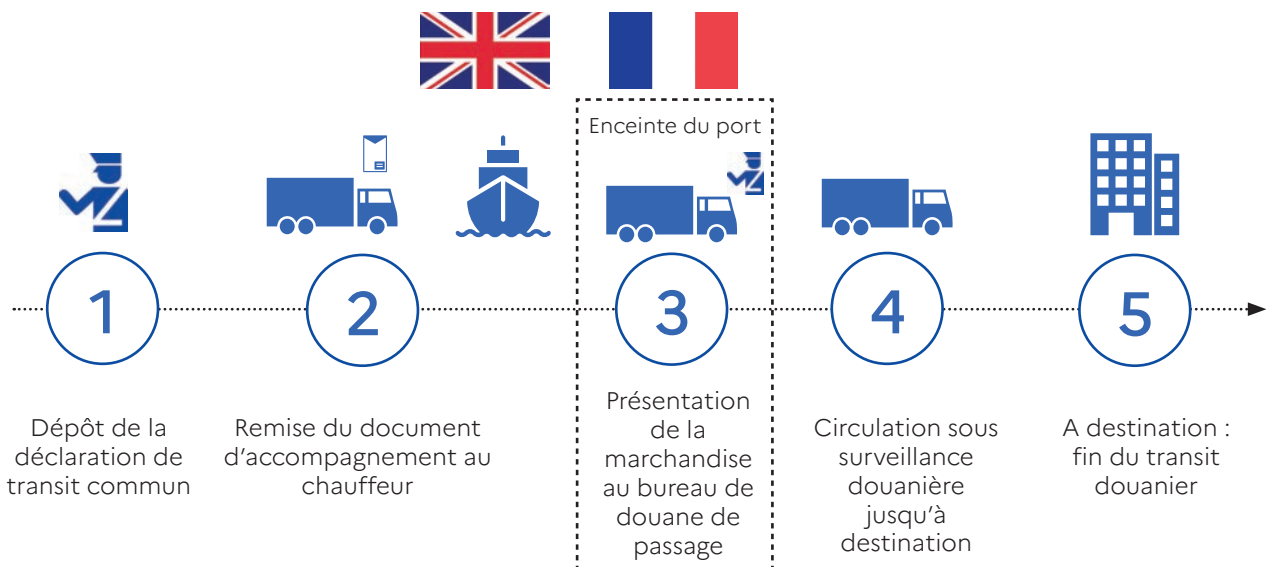 Enceinte du port
1
2
3
4
5
Dépôt de la
déclaration de
transit commun
Remise du document
d'accompagnement au
chauffeur
Présentation
de la
marchandise
au bureau de
douane de
passage
Circulation sous
surveillance
douanière
jusqu'à
destination
A destination :
fin du transit
douanier